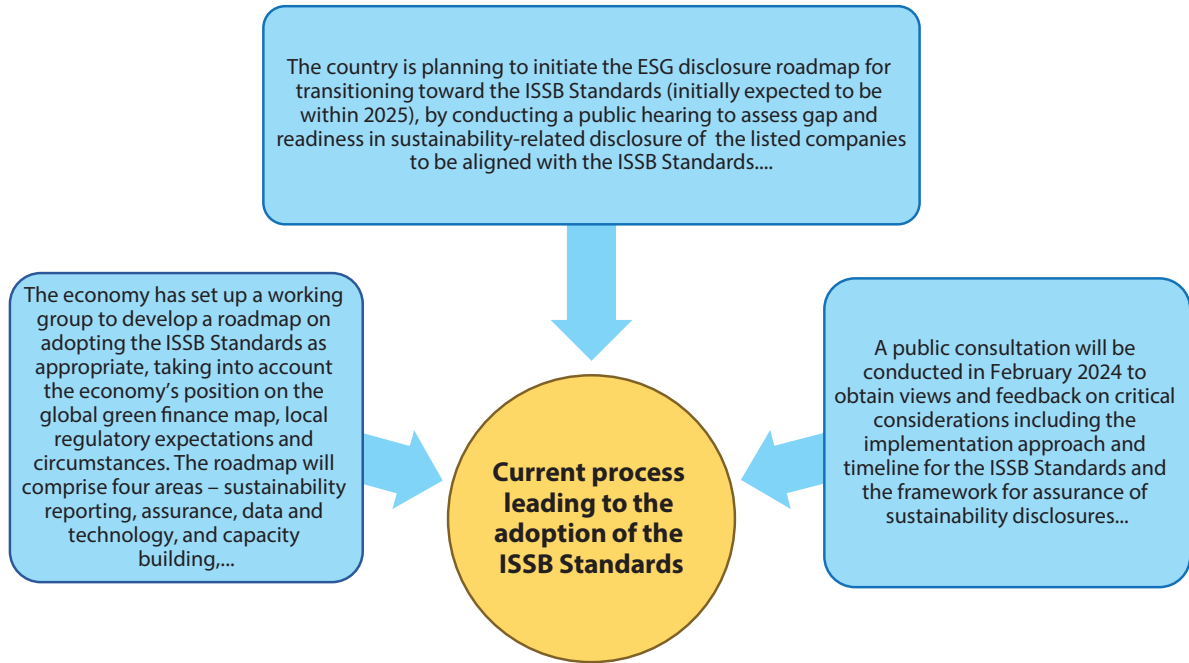 The country is planning to initiate the ESG disclosure roadmap for
transitioning toward the ISSB Standards (initially expected to be
within 2025), by conducting a public hearing to assess gap and
readiness in sustainability-related disclosure of the listed companies
to be aligned with the ISSB Standards....
The economy has set up a working
group to develop a roadmap on
adopting the ISSB Standards as
appropriate, taking into account
the economy's position on the
global green finance map, local
regulatory expectations and
circumstances. The roadmap will
comprise four areas – sustainability
reporting, assurance, data and
technology, and capacity
building,...
A public consultation will be
conducted in February 2024 to
obtain views and feedback on critical
considerations including the
implementation approach and
timeline for the ISSB Standards and
the framework for assurance of
sustainability disclosures...
Current process
leading to the
adoption of the
ISSB Standards